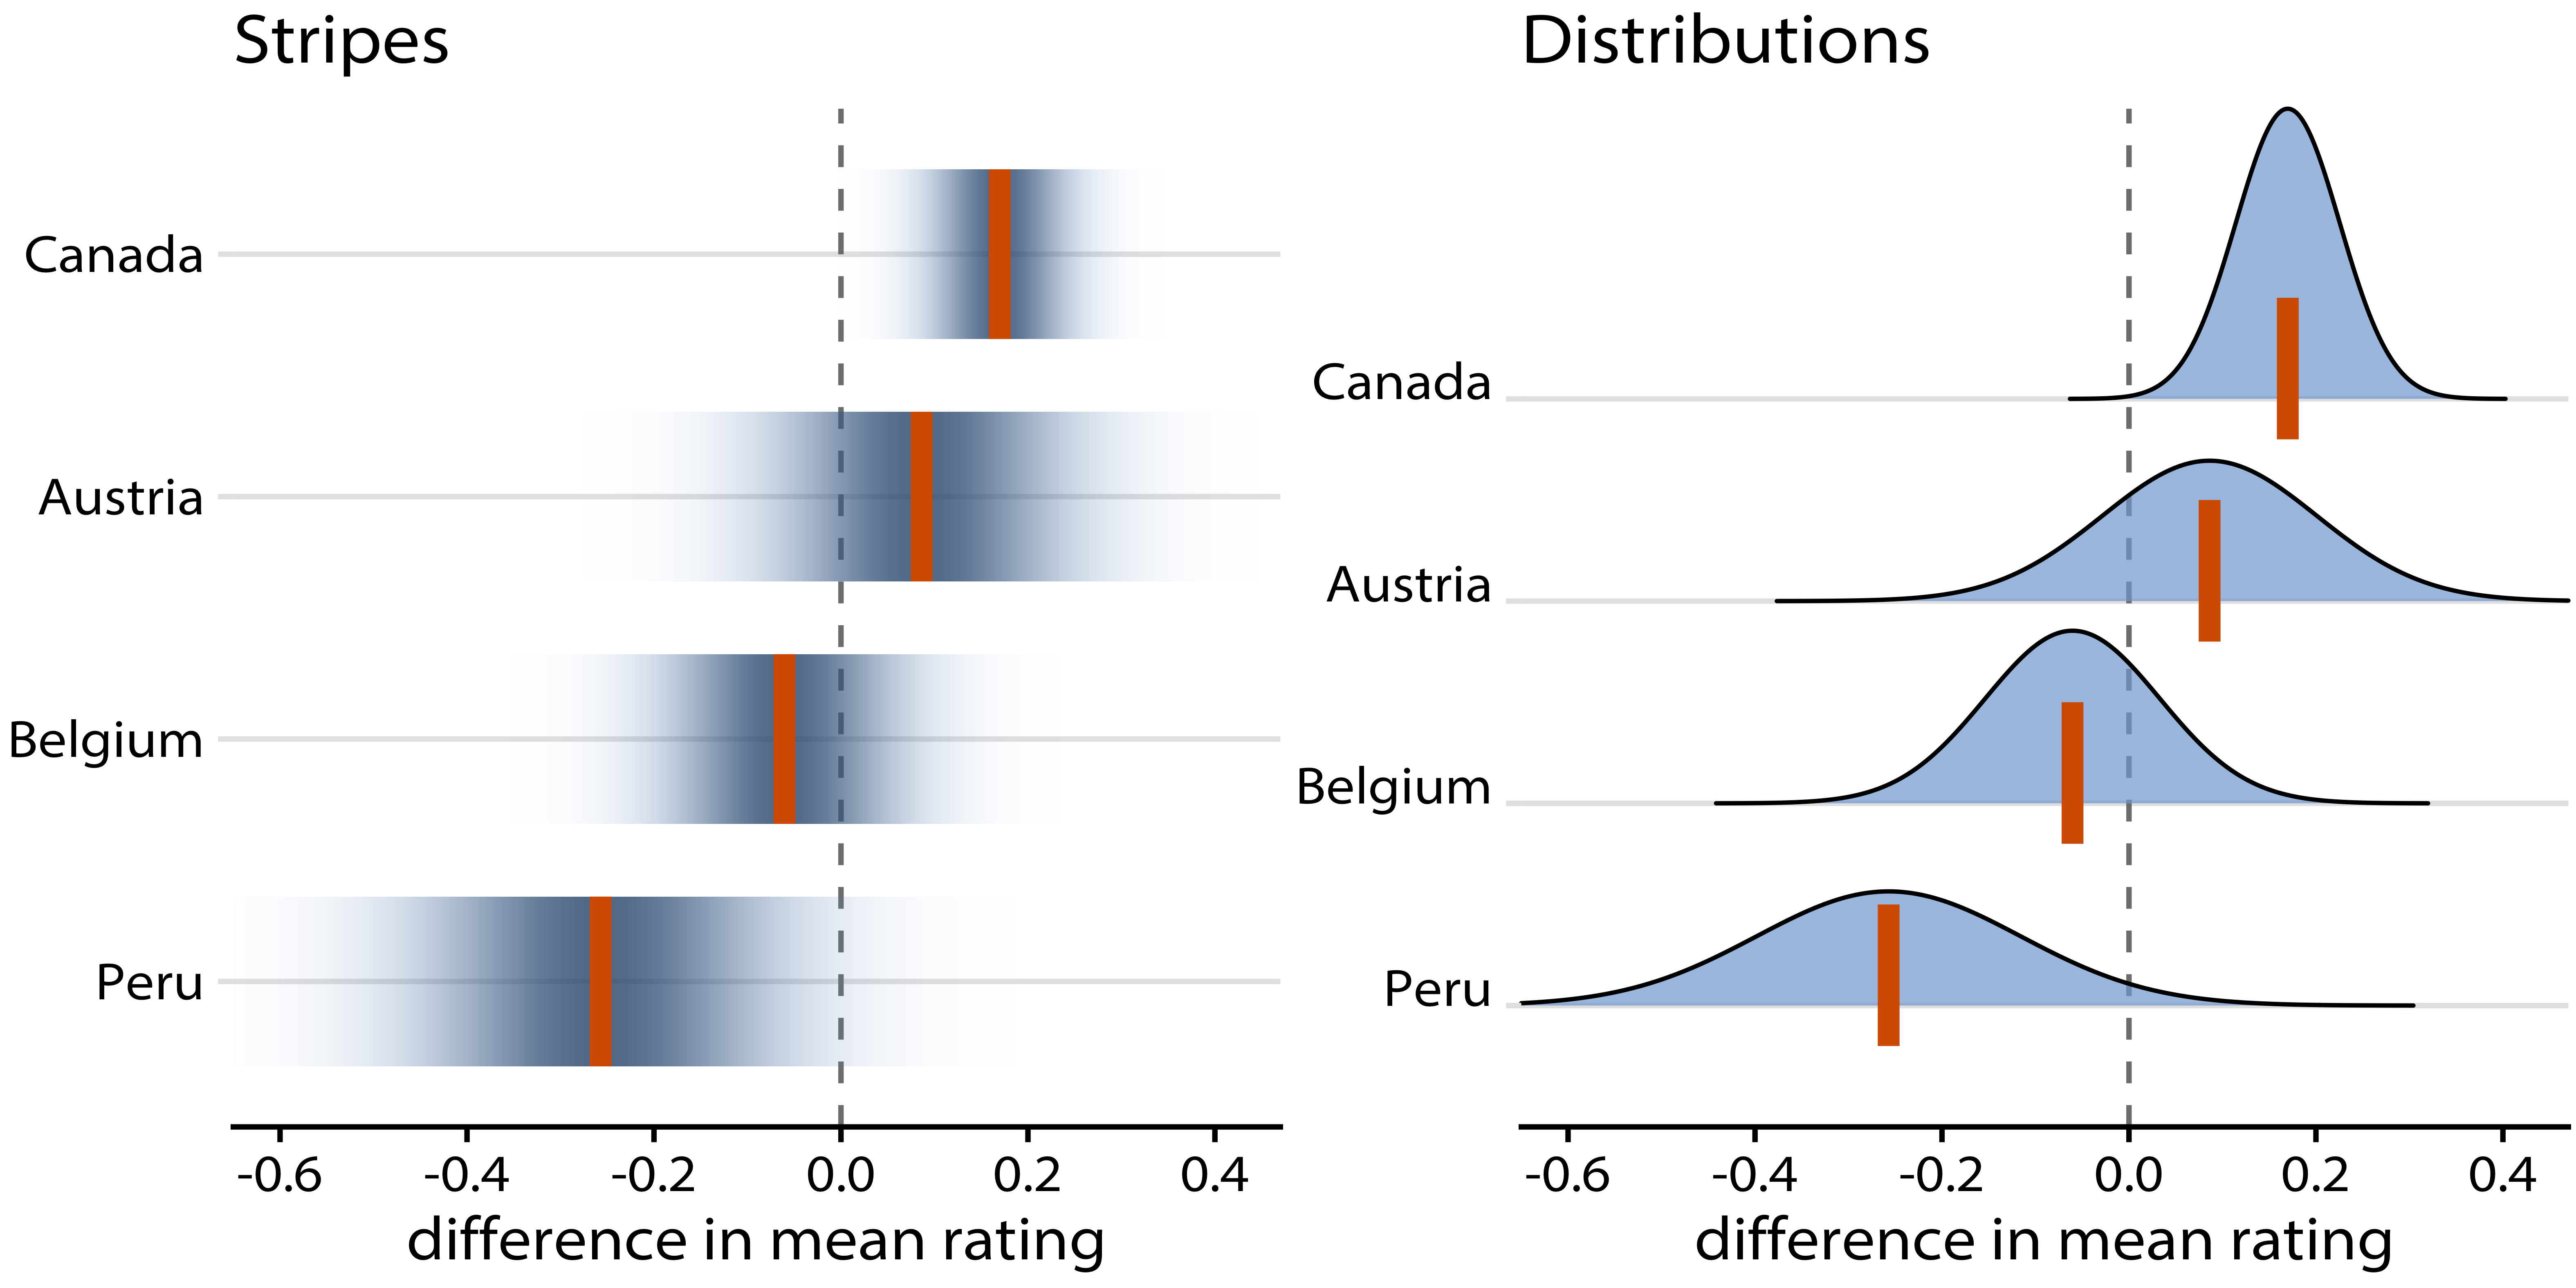 Stripes
Canada
Austria
Belgium
Peru
-0.6 -0.4 -0.2 0.0 0.2 0.4
difference in mean rating
Distributions
Canada
Austria
Belgium
Peru
-0.6 -0.4 -0.2 0.0 0.2 0.4
difference in mean rating